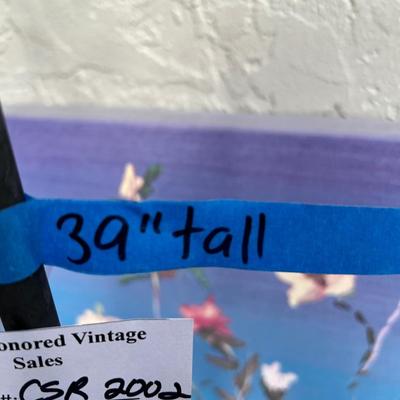 39" tall
onored Vintage
Sales
#: CSR 2002